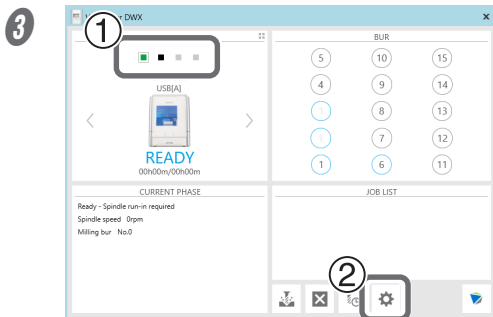 3
DWX
1
USB[A]
READY
00h00m/00h00m
BUR
5 10 15
4 9 14
8 13
7 12
1 6 11
CURRENT PHASE
Ready - Spindle run-in required
Spindle speed 0rpm
Milling bur No.0
JOB LIST
2